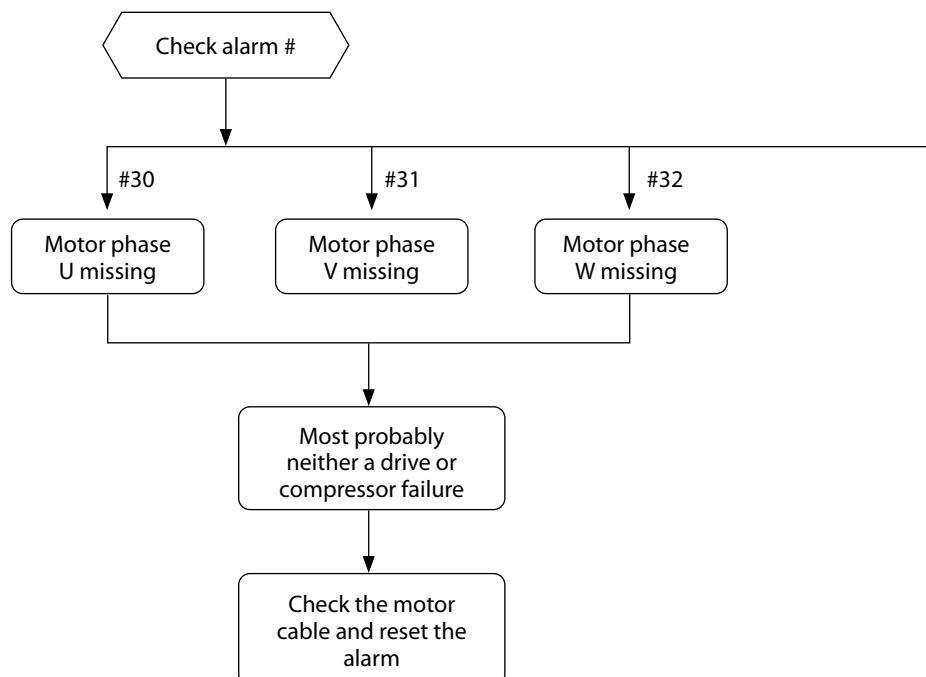 Check alarm #
#30
#31
#32
Motor phase
U missing
Motor phase
V missing
Motor phase
W missing
Most probably
neither a drive or
compressor failure
Check the motor
cable and reset the
alarm